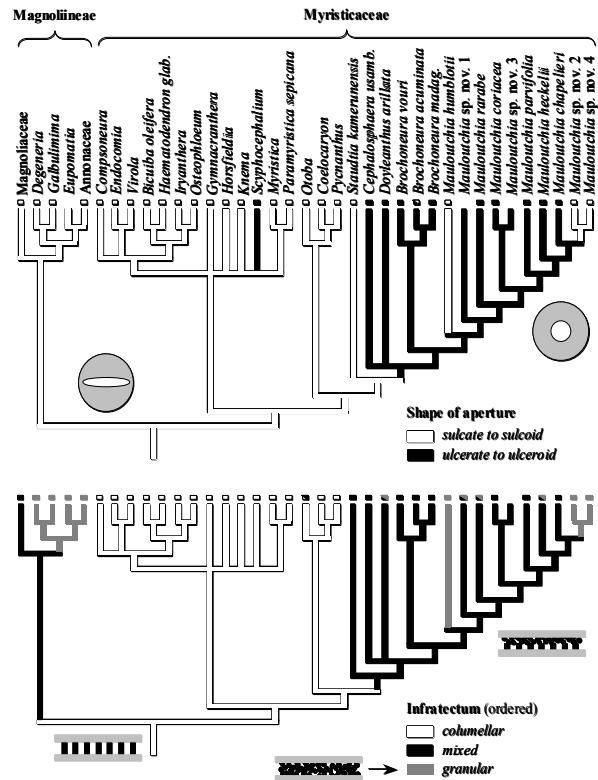 Magnoliineae
Myristicaceae
Magnoliaceae
Degeneria
Galbulimima
Eupomatia
Annonaceae
Compsoneura
Endocomia
Virola
Bicuiba oleifera
Haematodendron glab.
Iryanthera
Osteophloeum
Gymnacranthera
Horsfieldia
Knema
Scyphocephalium
Myristica
Paramyristica sepicana
Otoba
Coelocaryon
Pycnanthus
Staudtia kamerunensis
Cephalosphaera usamb.
Doyleanthus arillata
Brochoneura vouri
Brochoneura acuminata
Brochoneura madag.
Mauloutchia humblotii
Mauloutchia sp. nov. 1
Mauloutchia rarabe
Mauloutchia coriacea
Mauloutchia sp. nov. 3
Mauloutchia parvifolia
Mauloutchia heckelii
Mauloutchia chapelieri
Mauloutchia sp. nov. 2
Mauloutchia sp. nov. 4
Shape of aperture
sulcate to sulcoid
ulcerate to ulceroid
Infratectum (ordered)
columellar
mixed
granular